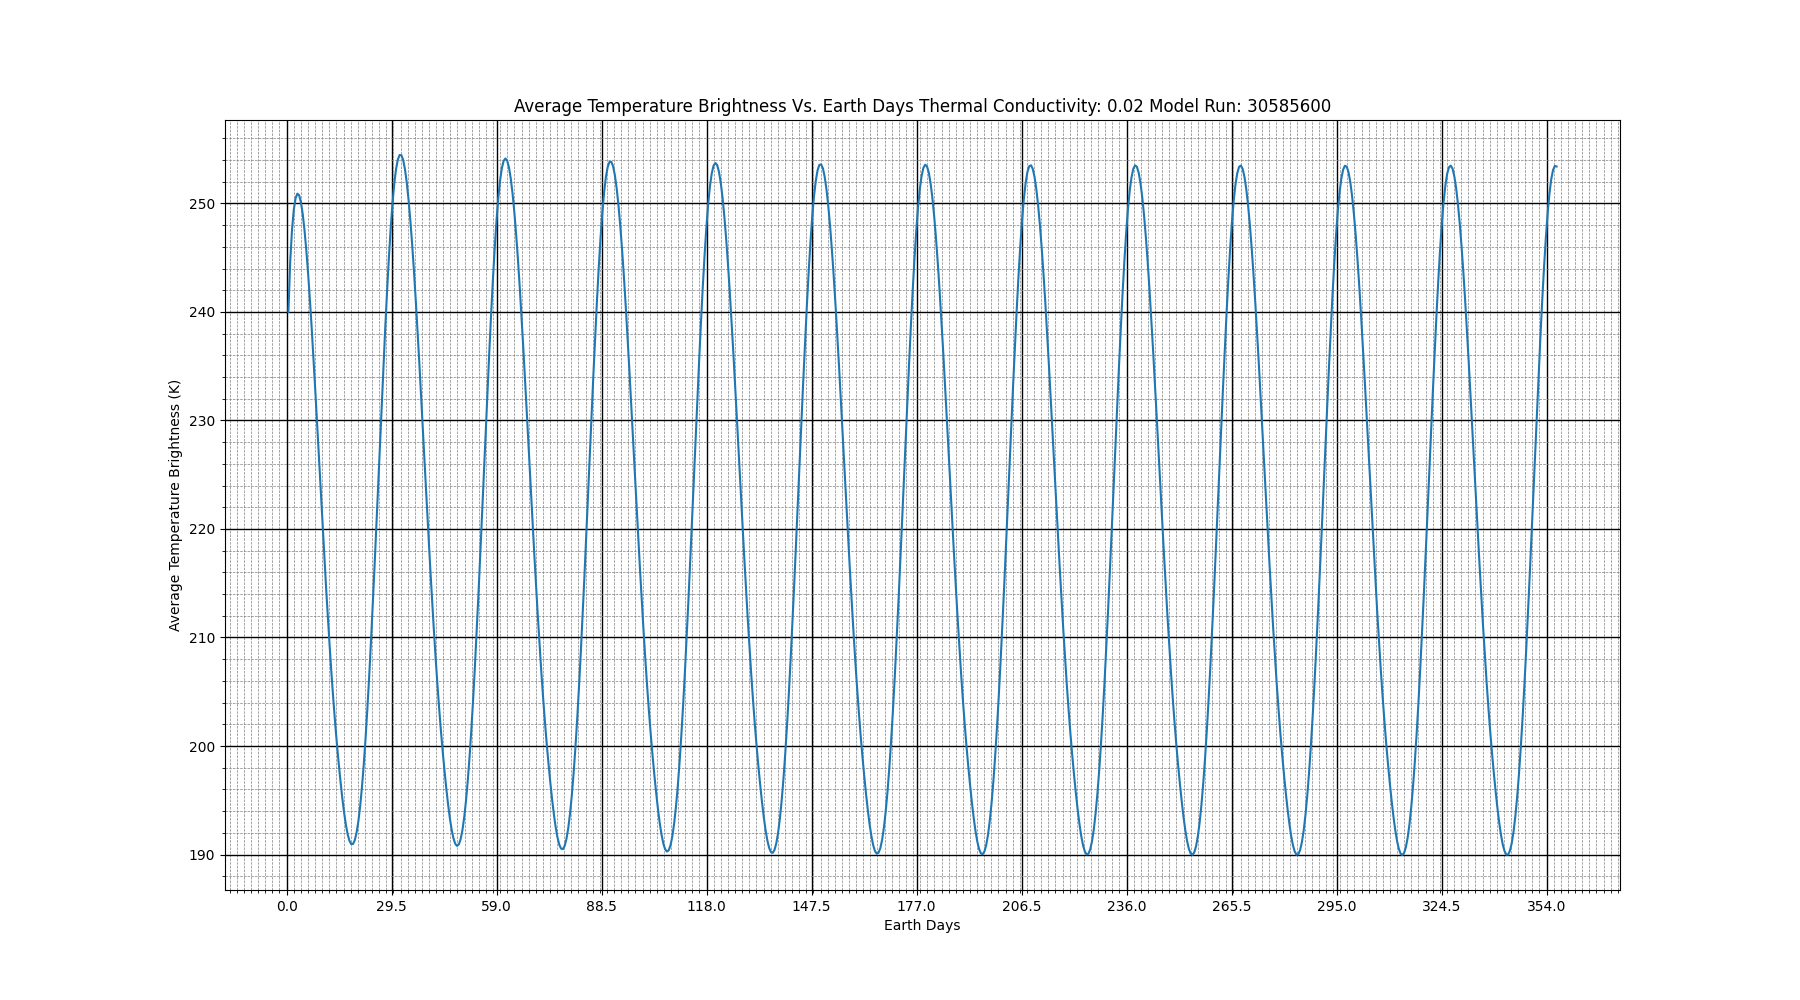 Average Temperature Brightness Vs. Earth Days Thermal Conductivity: 0.02 Model Run: 30585600
Average Temperature Brightness (K)
250
240
230
220
210
200
190
0.0 29.5 59.0 88.5 118.0 147.5 177.0 206.5 236.0 265.5 295.0 324.5 354.0
Earth Days